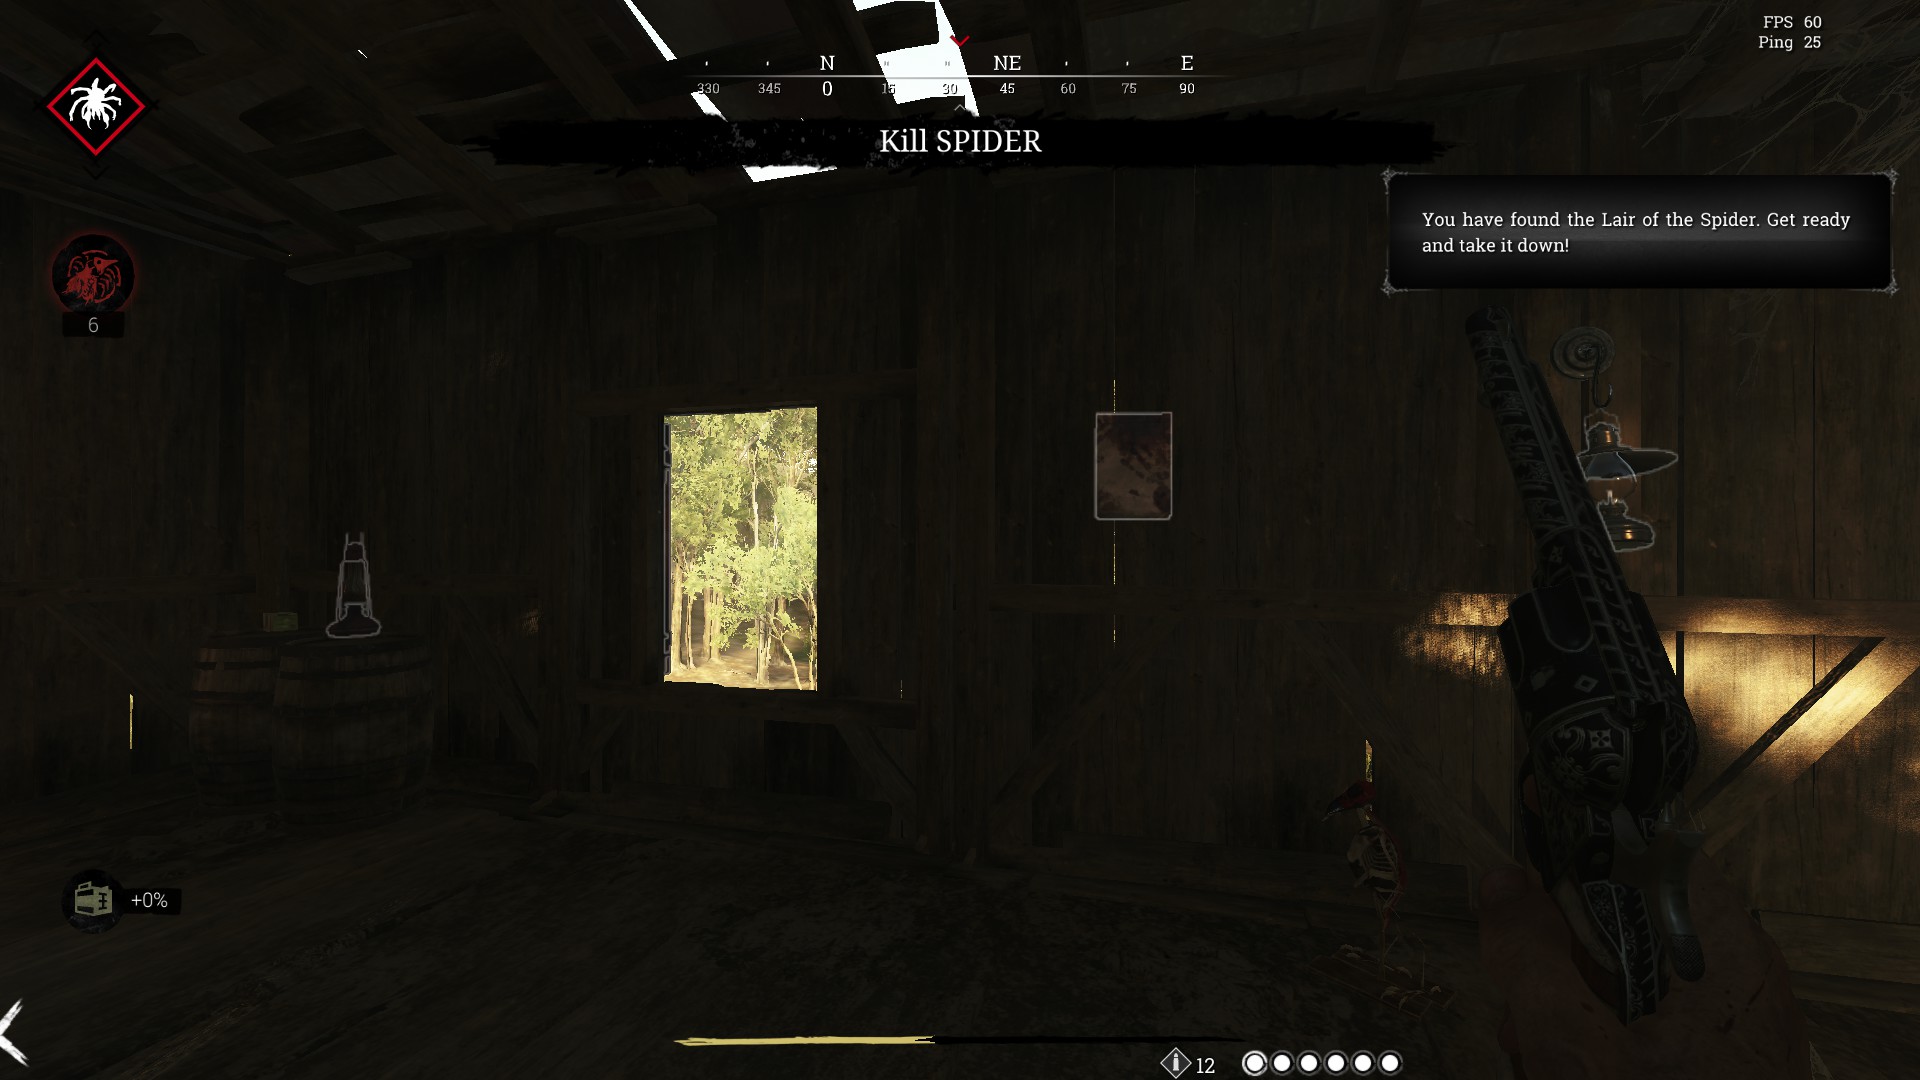 FPS 60
Ping 25
N NE E
330 345 0 15 30 45 60 75 90
Kill SPIDER
You have found the Lair of the Spider. Get ready
and take it down!
6
+0%
12